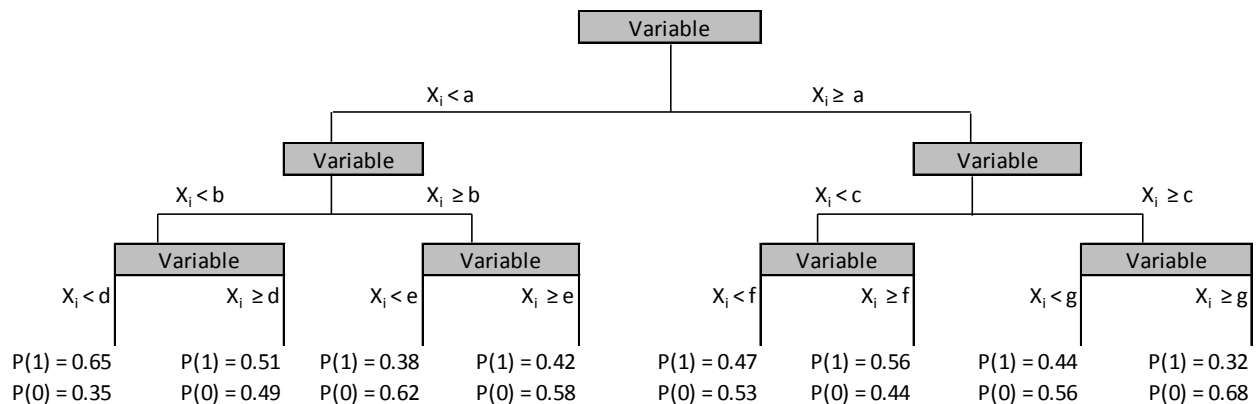 Variable
Xᵢ < a Xᵢ ≥ a
Variable Variable
Xᵢ < b Xᵢ ≥ b Xᵢ < c Xᵢ ≥ c
Variable Variable Variable Variable
Xᵢ < d Xᵢ ≥ d Xᵢ < e Xᵢ ≥ e Xᵢ < f Xᵢ ≥ f Xᵢ < g Xᵢ ≥ g
P(1) = 0.65 P(1) = 0.51 P(1) = 0.38 P(1) = 0.42 P(1) = 0.47 P(1) = 0.56 P(1) = 0.44 P(1) = 0.32
P(0) = 0.35 P(0) = 0.49 P(0) = 0.62 P(0) = 0.58 P(0) = 0.53 P(0) = 0.44 P(0) = 0.56 P(0) = 0.68